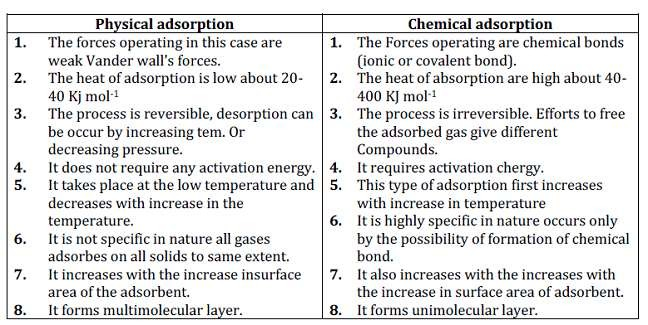 Physical adsorption
1. The forces operating in this case are
weak Vander wall's forces.
2. The heat of adsorption is low about 20-
40 Kj mol-1
3. The process is reversible, desorption can
be occur by increasing tem. Or
decreasing pressure.
4. It does not require any activation energy.
5. It takes place at the low temperature and
decreases with increase in the
temperature.
6. It is not specific in nature all gases
adsorbes on all solids to same extent.
7. It increases with the increase insurface
area of the adsorbent.
8. It forms multimolecular layer.
Chemical adsorption
1. The Forces operating are chemical bonds
(ionic or covalent bond).
2. The heat of absorption are high about 40-
400 KJ mol-1
3. The process is irreversible. Efforts to free
the adsorbed gas give different
Compounds.
4. It requires activation chergy.
5. This type of adsorption first increases
with increase in temperature
6. It is highly specific in nature occurs only
by the possibility of formation of chemical
bond.
7. It also increases with the increases with
the increase in surface area of adsorbent.
8. It forms unimolecular layer.